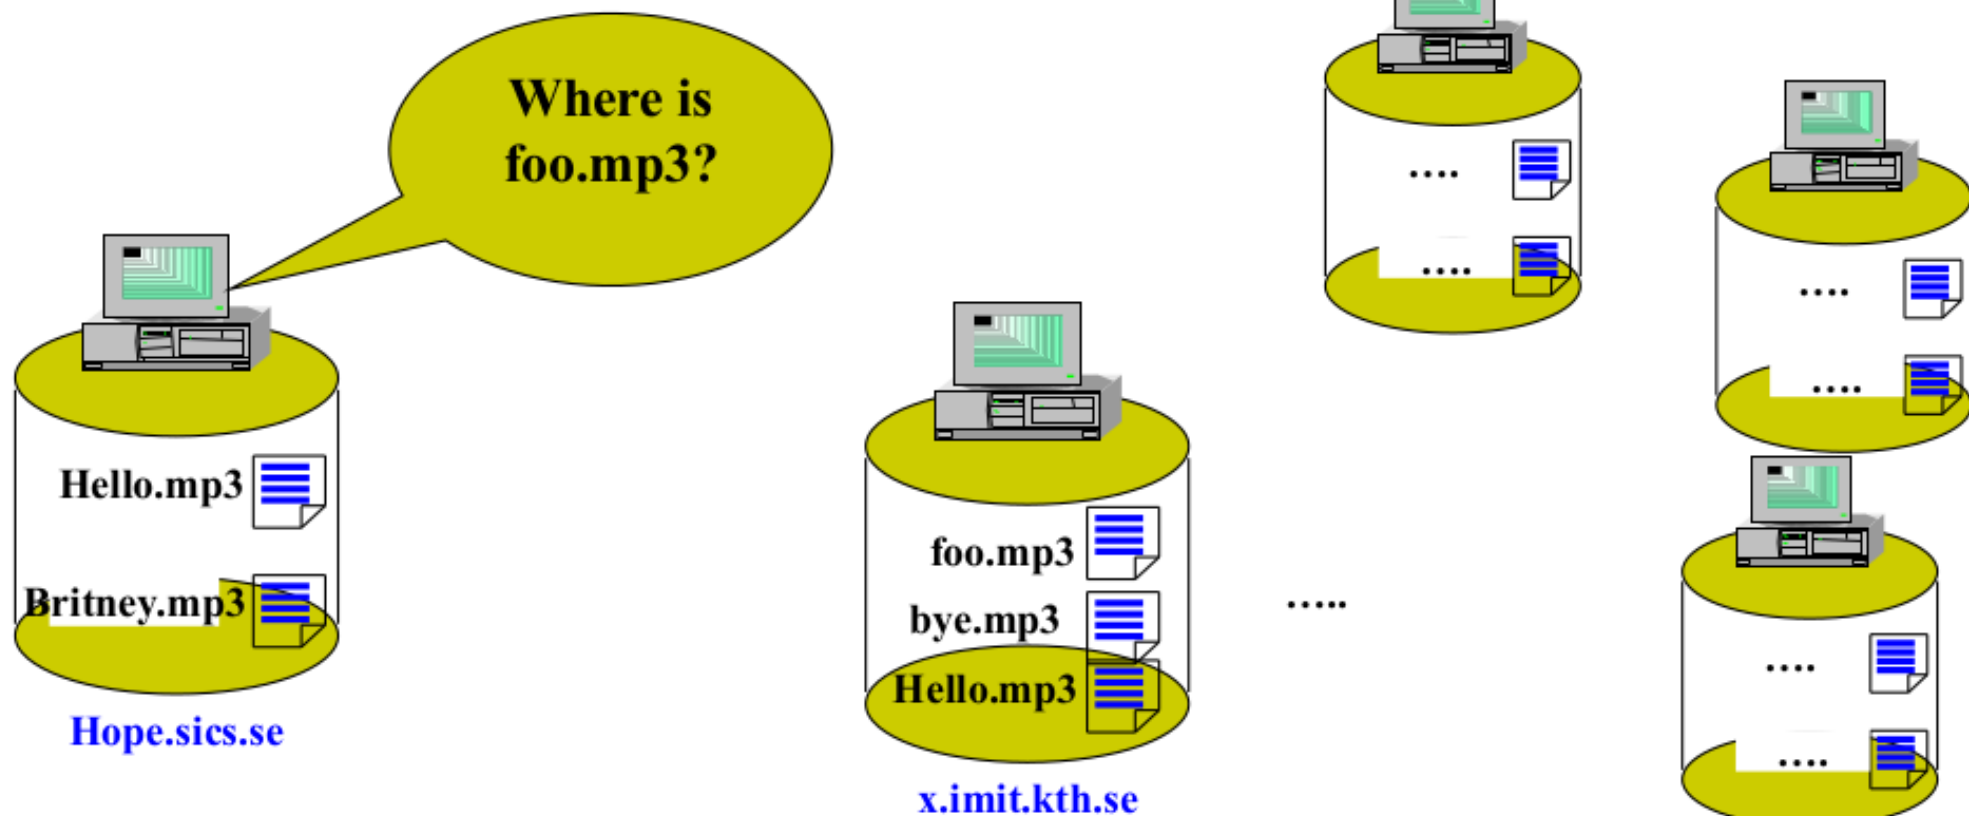 Where is
foo.mp3?
Hello.mp3
Britney.mp3
Hope.sics.se
foo.mp3
bye.mp3
Hello.mp3
x.imit.kth.se
.....
....
....
....
....
....
....